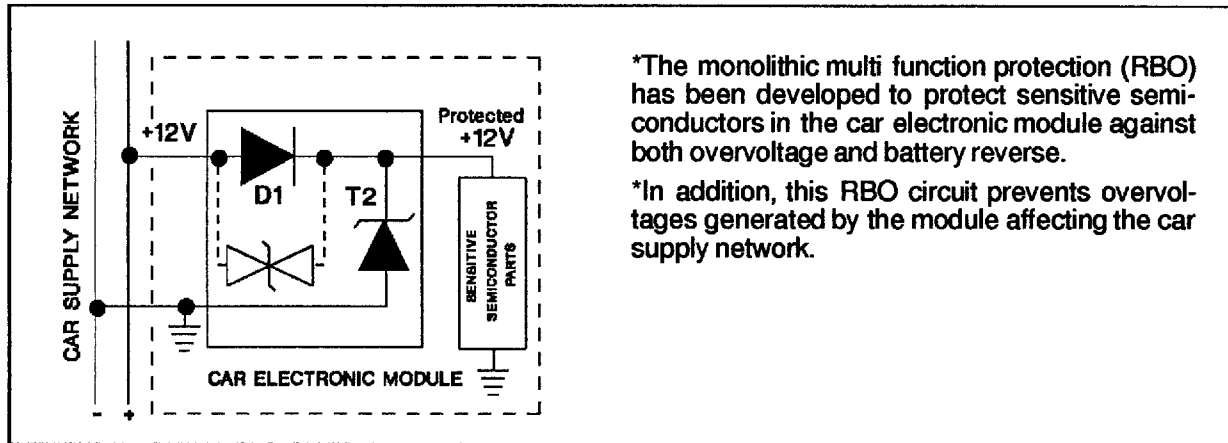 CAR SUPPLY NETWORK
+12V
D1
T2
Protected
+12V
SENSITIVE
SEMICONDUCTOR
PARTS
CAR ELECTRONIC MODULE
- +
*The monolithic multi function protection (RBO)
has been developed to protect sensitive semi-
conductors in the car electronic module against
both overvoltage and battery reverse.
*In addition, this RBO circuit prevents overvol-
tages generated by the module affecting the car
supply network.